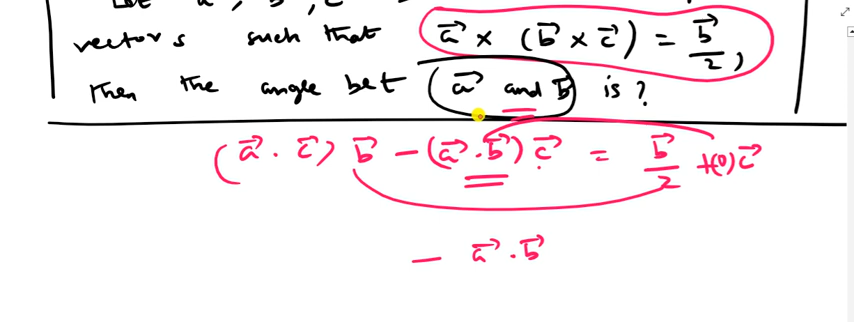 vectors such that a⃗ × (b⃗ × c⃗) = b⃗/2,
then the angle bet (a⃗ and b⃗) is?
(a⃗ · c⃗) b⃗ − (a⃗ · b⃗) c⃗ = b⃗/2 + (0) c⃗
− a⃗ · b⃗